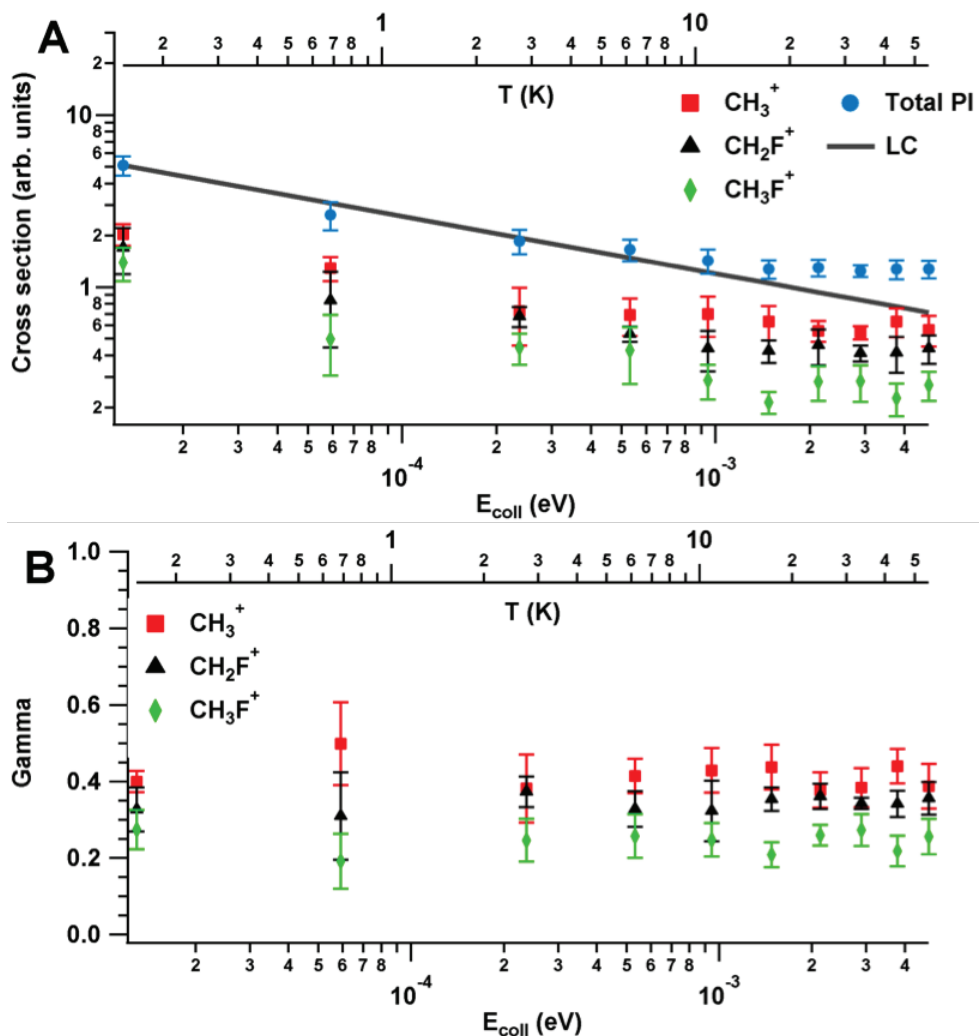 A
2 3 4 5 6 7 8 1 2 3 4 5 6 7 8 10 2 3 4 5
T (K)
CH3+ Total PI
CH2F+ LC
CH3F+
Cross section (arb. units)
2
10
8
6
4
2
1
8
6
4
2
2 3 4 5 6 7 8 10-4 2 3 4 5 6 7 8 10-3 2 3 4
Ecoll (eV)
B
2 3 4 5 6 7 8 1 2 3 4 5 6 7 8 10 2 3 4 5
T (K)
CH3+
CH2F+
CH3F+
Gamma
1.0
0.8
0.6
0.4
0.2
0.0
2 3 4 5 6 7 8 10-4 2 3 4 5 6 7 8 10-3 2 3 4
Ecoll (eV)